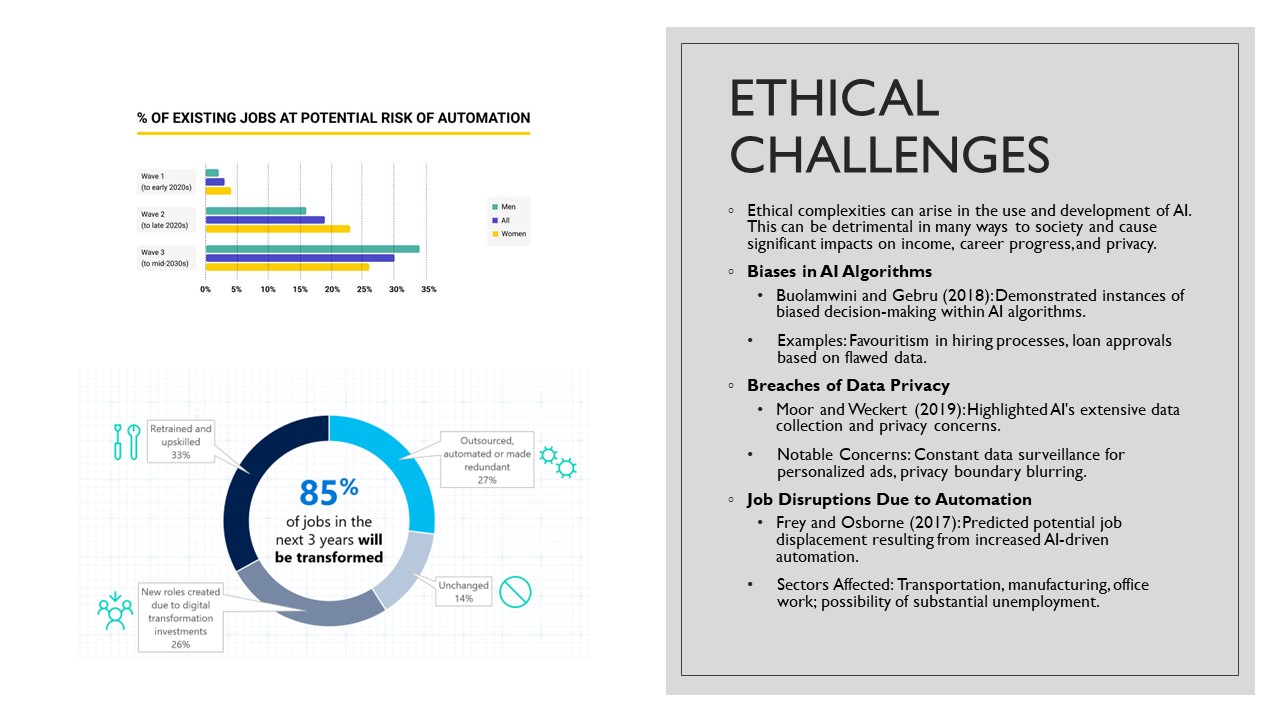 % OF EXISTING JOBS AT POTENTIAL RISK OF AUTOMATION
Wave 1
(to early 2020s)
Wave 2
(to late 2020s)
Wave 3
(to mid-2030s)
Men
All
Women
0% 5% 10% 15% 20% 25% 30% 35%
Retrained and
upskilled
33%
Outsourced,
automated or made
redundant
27%
85%
of jobs in the
next 3 years will
be transformed
Unchanged
14%
New roles created
due to digital
transformation
investments
26%
ETHICAL
CHALLENGES
◦ Ethical complexities can arise in the use and development of AI.
This can be detrimental in many ways to society and cause
significant impacts on income, career progress,and privacy.
◦ Biases in AI Algorithms
• Buolamwini and Gebru (2018):Demonstrated instances of
biased decision-making within AI algorithms.
• Examples: Favouritism in hiring processes, loan approvals
based on flawed data.
◦ Breaches of Data Privacy
• Moor and Weckert (2019):Highlighted AI's extensive data
collection and privacy concerns.
• Notable Concerns: Constant data surveillance for
personalized ads, privacy boundary blurring.
◦ Job Disruptions Due to Automation
• Frey and Osborne (2017):Predicted potential job
displacement resulting from increased AI-driven
automation.
• Sectors Affected: Transportation, manufacturing, office
work; possibility of substantial unemployment.